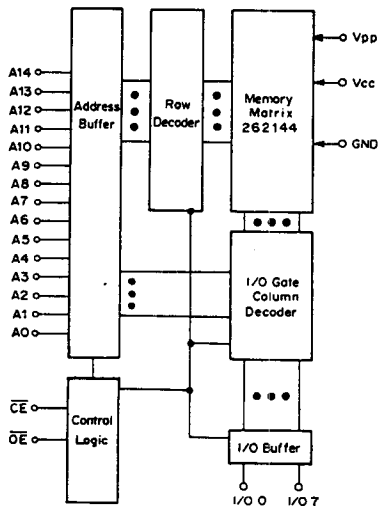 A14
A13
A12
A11
A10
A9
A8
A7
A6
A5
A4
A3
A2
A1
A0
Address
Buffer
Row
Decoder
Memory
Matrix
262144
Vpp
Vcc
GND
I/O Gate
Column
Decoder
CE
OE
Control
Logic
I/O Buffer
I/O 0 I/O 7